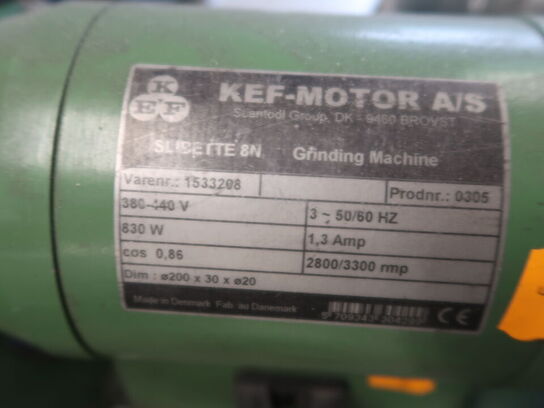 K
E F
KEF-MOTOR A/S
Scantool Group, DK - 9460 BROVST
SLIBETTE 8N Grinding Machine
Varenr.: 1533208 Prodnr.: 0305
380-440 V 3 ~ 50/60 HZ
830 W 1,3 Amp
cos 0,86 2800/3300 rmp
Dim : ø200 x 30 x ø20
Made in Denmark Fab. au Danemark CE